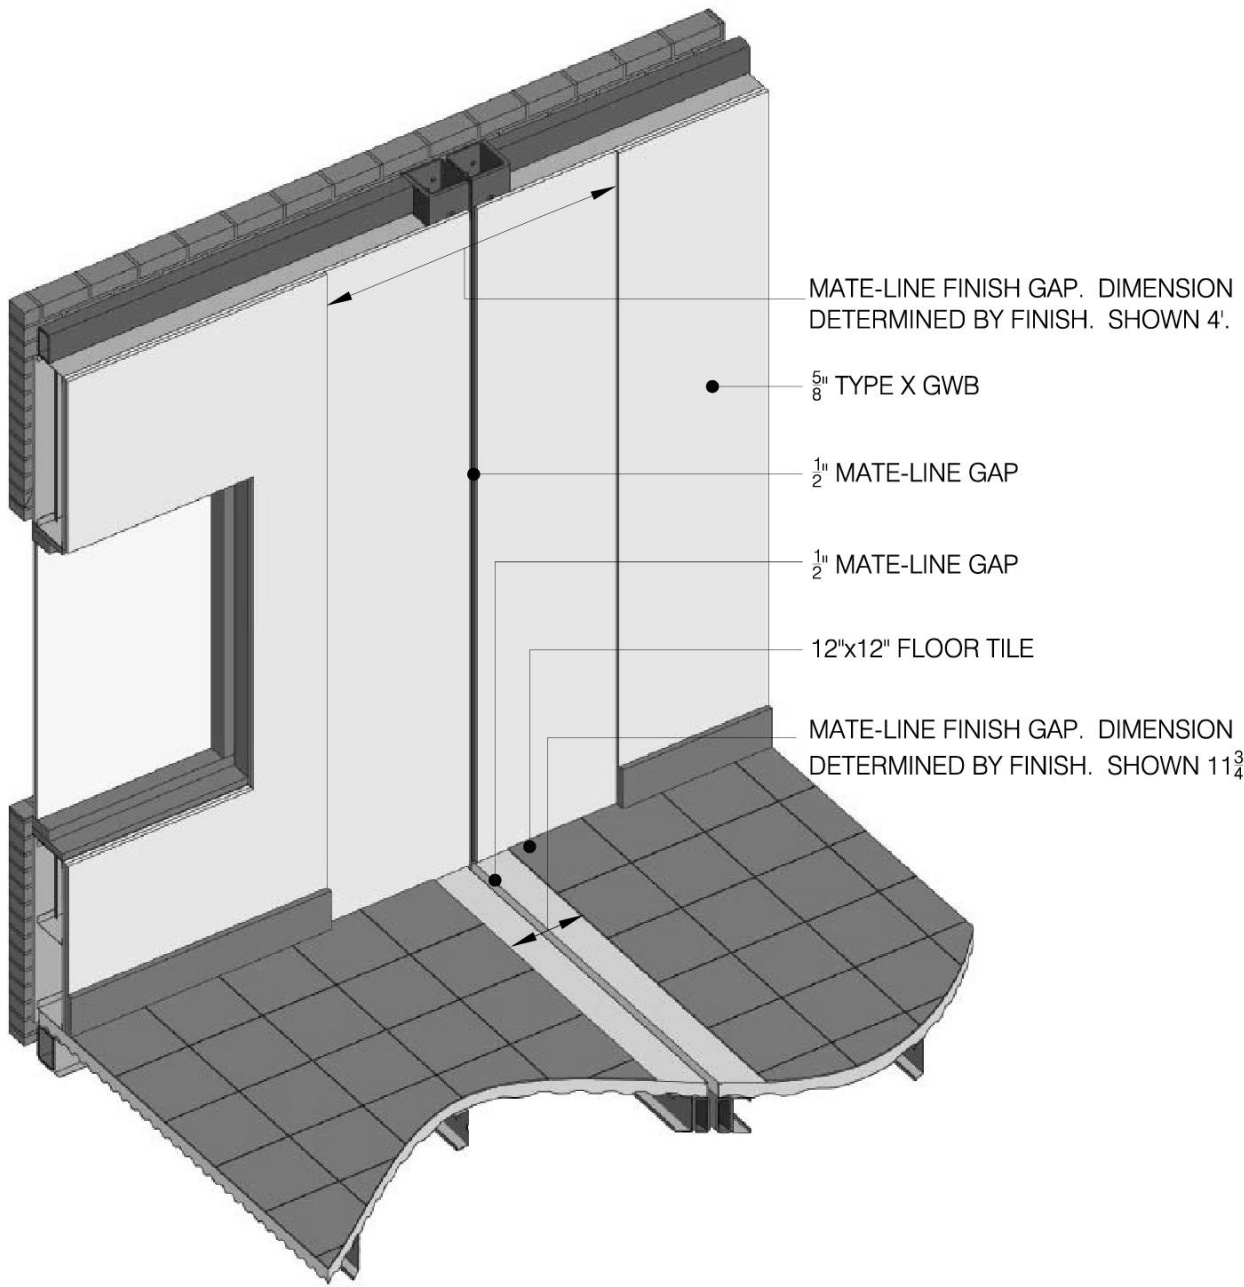 MATE-LINE FINISH GAP. DIMENSION
DETERMINED BY FINISH. SHOWN 4'.
5/8" TYPE X GWB
1/2" MATE-LINE GAP
1/2" MATE-LINE GAP
12"x12" FLOOR TILE
MATE-LINE FINISH GAP. DIMENSION
DETERMINED BY FINISH. SHOWN 11 3/4